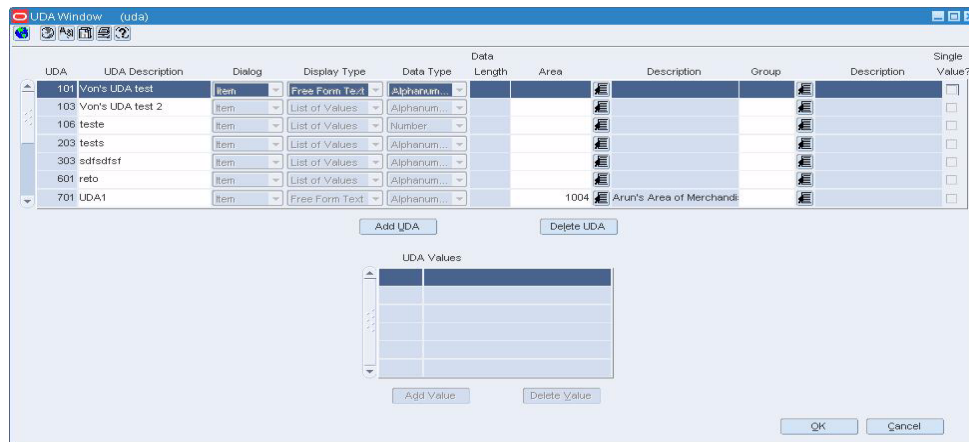 UDA Window (uda)
Data Single
UDA UDA Description Dialog Display Type Data Type Length Area Description Group Description Value?
101 Von's UDA test Item Free Form Text Alphanum...
103 Von's UDA test 2 Item List of Values Alphanum...
106 teste Item List of Values Number
203 tests Item List of Values Alphanum...
303 sdfsdfsf Item List of Values Alphanum...
601 reto Item List of Values Alphanum...
701 UDA1 Item Free Form Text Alphanum... 1004 Arun's Area of Merchandi
Add UDA Delete UDA
UDA Values
Add Value Delete Value
OK Cancel